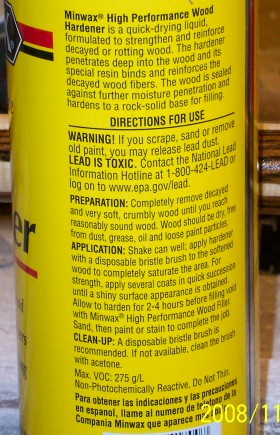 Minwax® High Performance Wood
Hardener is a quick-drying liquid,
formulated to strengthen and reinforce
decayed or rotting wood. The hardener
penetrates deep into the wood and its
special resin binds and reinforces the
decayed wood fibers. The wood is sealed
against further moisture penetration and
hardens to a rock-solid base for filling.
DIRECTIONS FOR USE
WARNING! If you scrape, sand or remove
old paint, you may release lead dust.
LEAD IS TOXIC. Contact the National Lead
Information Hotline at 1-800-424-LEAD or
log on to www.epa.gov/lead.
PREPARATION: Completely remove decayed
and very soft, crumbly wood until you reach
reasonably sound wood. Wood should be dry, free
from dust, grease, oil and loose paint particles.
APPLICATION: Shake can well; apply hardener
with a disposable bristle brush to the softened
wood to completely saturate the area. For
strength, apply several coats in quick succession
until a shiny surface appearance is obtained.
Allow to harden for 2-4 hours before filling void
with Minwax® High Performance Wood Filler.
Sand, then paint or stain to complete the job.
CLEAN-UP: A disposable bristle brush is
recommended. If not available, clean the brush
with acetone.
Max. VOC: 275 g/L
Non-Photochemically Reactive. Do Not Thin.
Para obtener las indicaciones y las precauciones
en espanol, llame al numero de telefono de la
Compania Minwax que aparece
er
2008/11